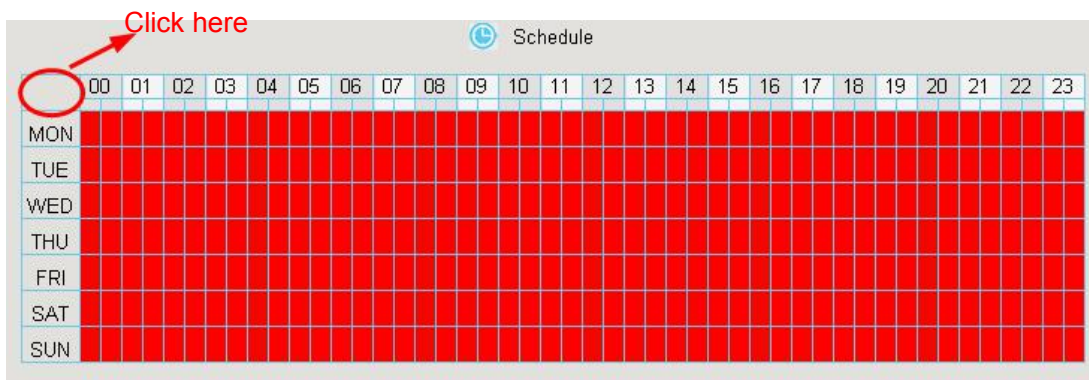 Click here
Schedule
00 01 02 03 04 05 06 07 08 09 10 11 12 13 14 15 16 17 18 19 20 21 22 23
MON
TUE
WED
THU
FRI
SAT
SUN